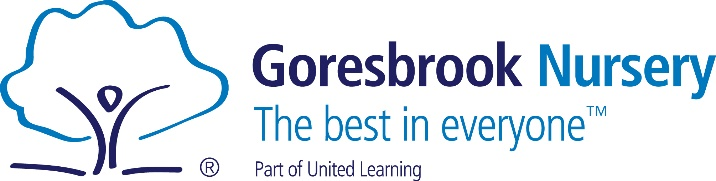 Goresbrook Nursery
The best in everyone™
Part of United Learning
®